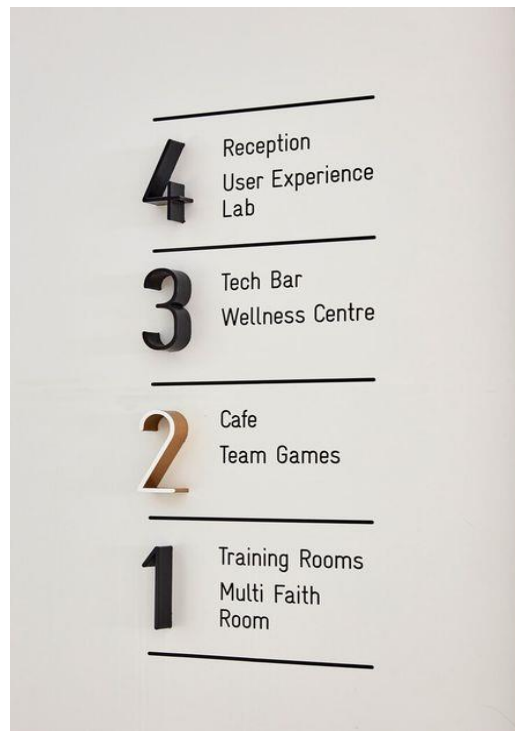 4
Reception
User Experience
Lab
3
Tech Bar
Wellness Centre
2
Cafe
Team Games
1
Training Rooms
Multi Faith
Room